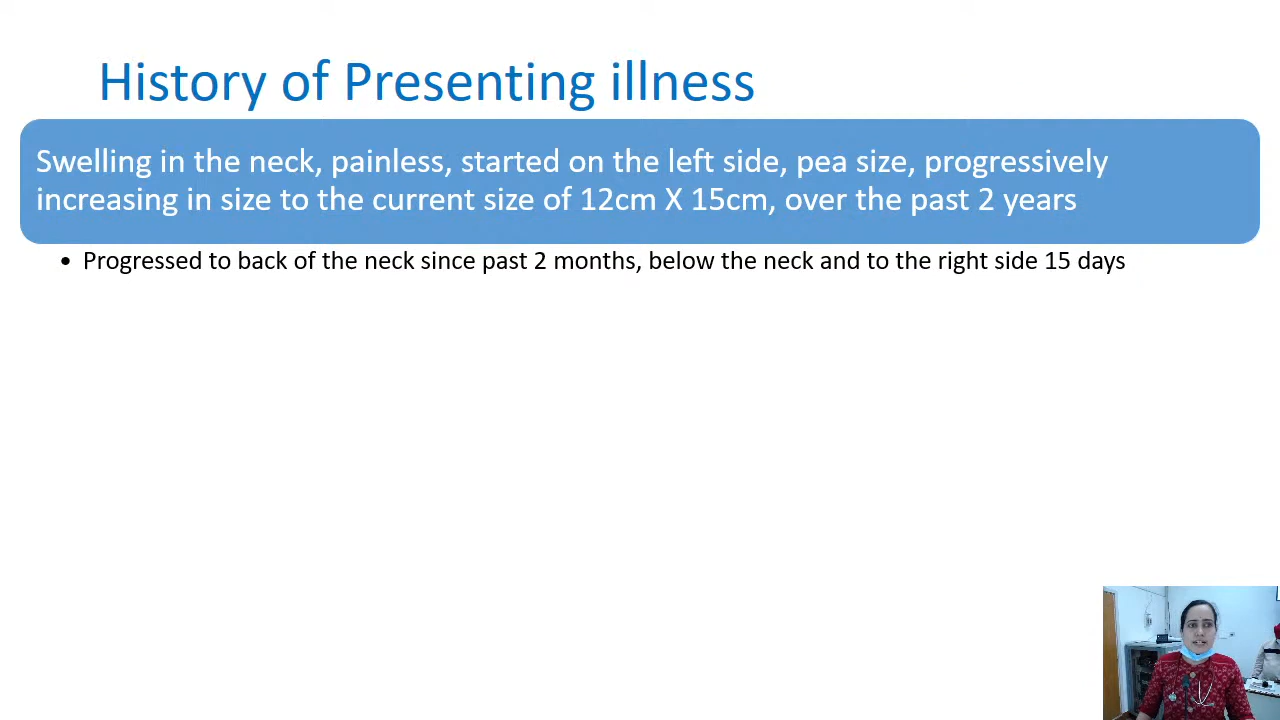 History of Presenting illness
Swelling in the neck, painless, started on the left side, pea size, progressively
increasing in size to the current size of 12cm X 15cm, over the past 2 years
• Progressed to back of the neck since past 2 months, below the neck and to the right side 15 days